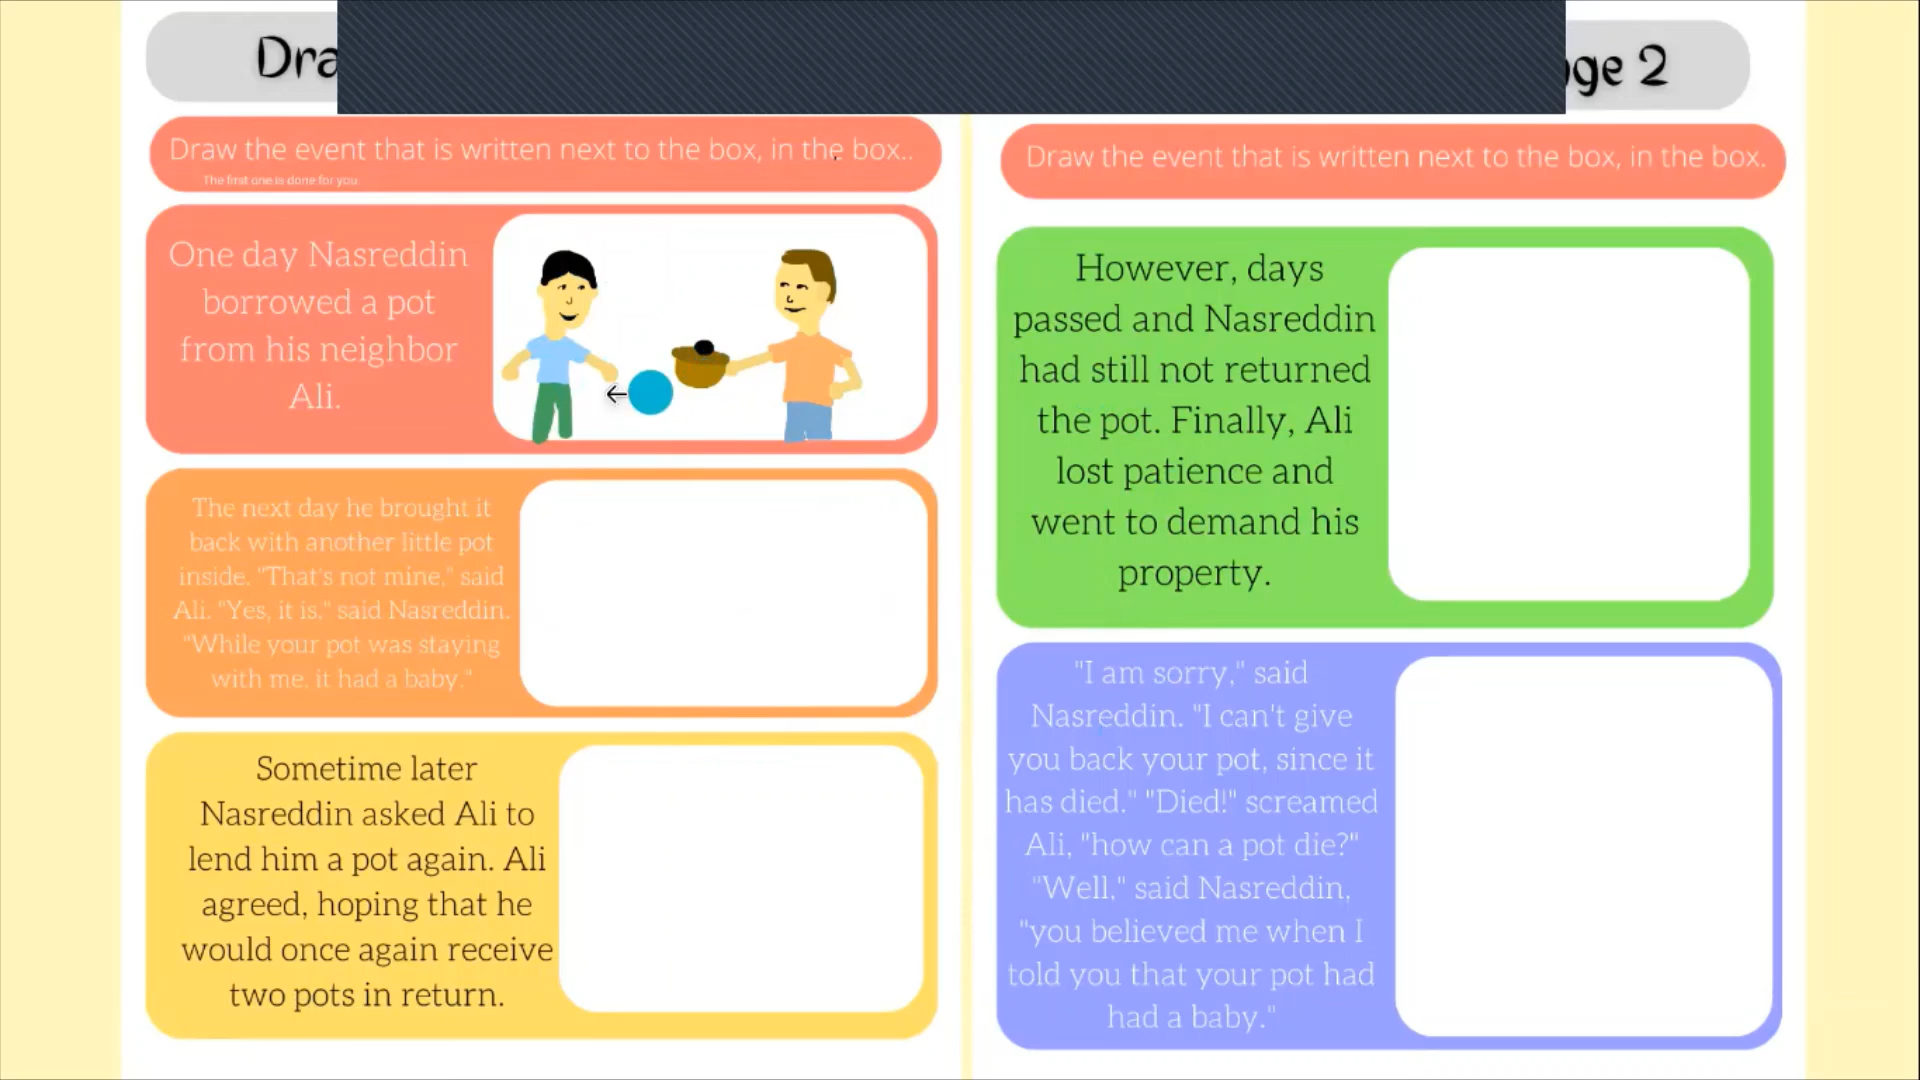 Draw the event that is written next to the box, in the box..
The first one is done for you.
One day Nasreddin
borrowed a pot
from his neighbor
Ali.
The next day he brought it
back with another little pot
inside. "That's not mine," said
Ali. "Yes, it is." said Nasreddin.
"While your pot was staying
with me, it had a baby."
Sometime later
Nasreddin asked Ali to
lend him a pot again. Ali
agreed, hoping that he
would once again receive
two pots in return.
2
Draw the event that is written next to the box, in the box.
However, days
passed and Nasreddin
had still not returned
the pot. Finally, Ali
lost patience and
went to demand his
property.
"I am sorry," said
Nasreddin. "I can't give
you back your pot, since it
has died." "Died!" screamed
Ali, "how can a pot die?"
"Well," said Nasreddin,
"you believed me when I
told you that your pot had
had a baby."